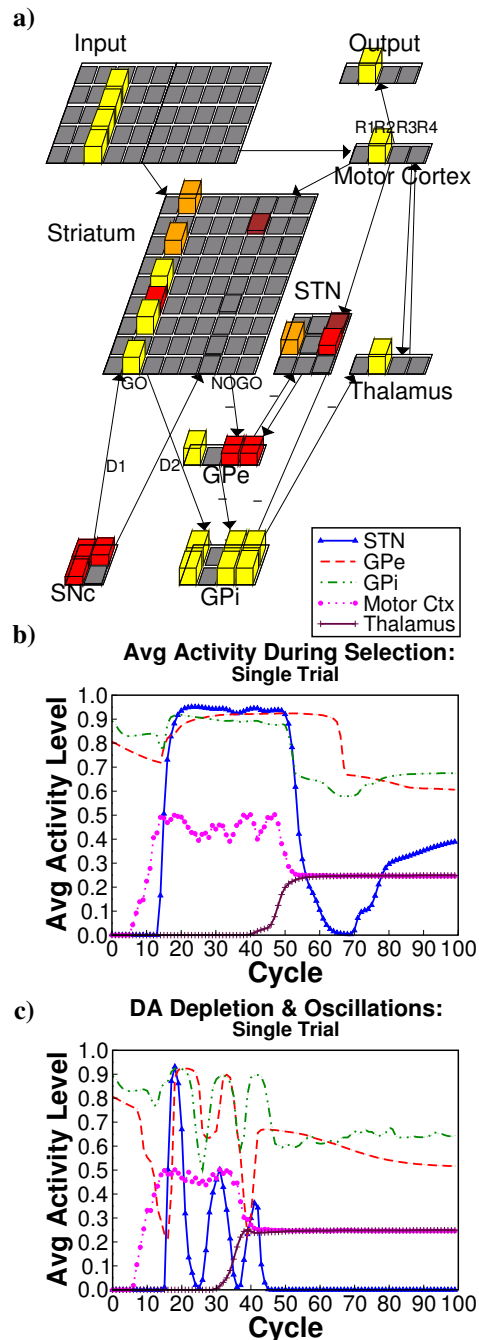 a)
Input
Output
R1R2R3R4
Motor Cortex
Striatum
STN
GO
NOGO
Thalamus
–
–
–
D1
D2
GPe
–
–
SNc
GPi
STN
GPe
GPi
Motor Ctx
Thalamus
b)
Avg Activity During Selection:
Single Trial
Avg Activity Level
1.0
0.9
0.8
0.7
0.6
0.5
0.4
0.3
0.2
0.1
0.0
0 10 20 30 40 50 60 70 80 90 100
Cycle
c)
DA Depletion & Oscillations:
Single Trial
Avg Activity Level
1.0
0.9
0.8
0.7
0.6
0.5
0.4
0.3
0.2
0.1
0.0
0 10 20 30 40 50 60 70 80 90 100
Cycle